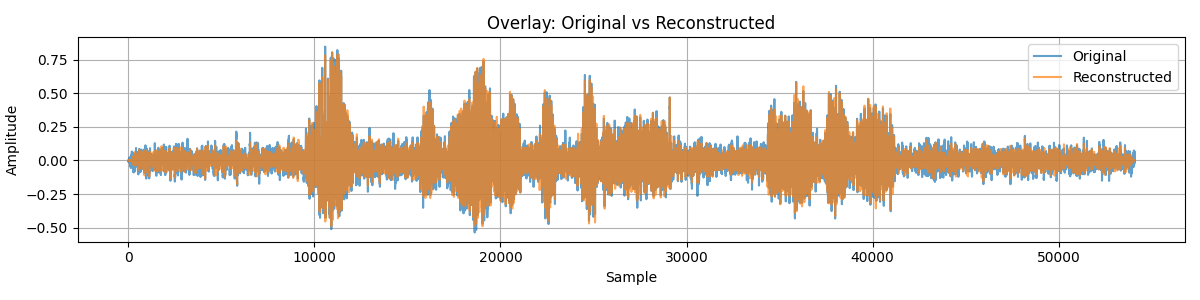 Overlay: Original vs Reconstructed
Amplitude
0.75
0.50
0.25
0.00
−0.25
−0.50
Original
Reconstructed
0
10000
20000
30000
40000
50000
Sample